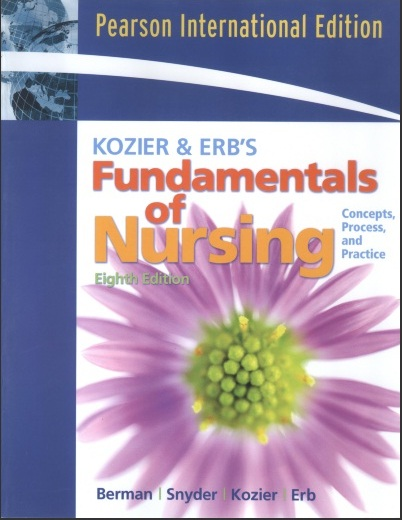 Pearson International Edition
KOZIER & ERB'S
Fundamentals
of
Nursing
Concepts,
Process,
and
Practice
Eighth Edition
Berman | Snyder | Kozier | Erb